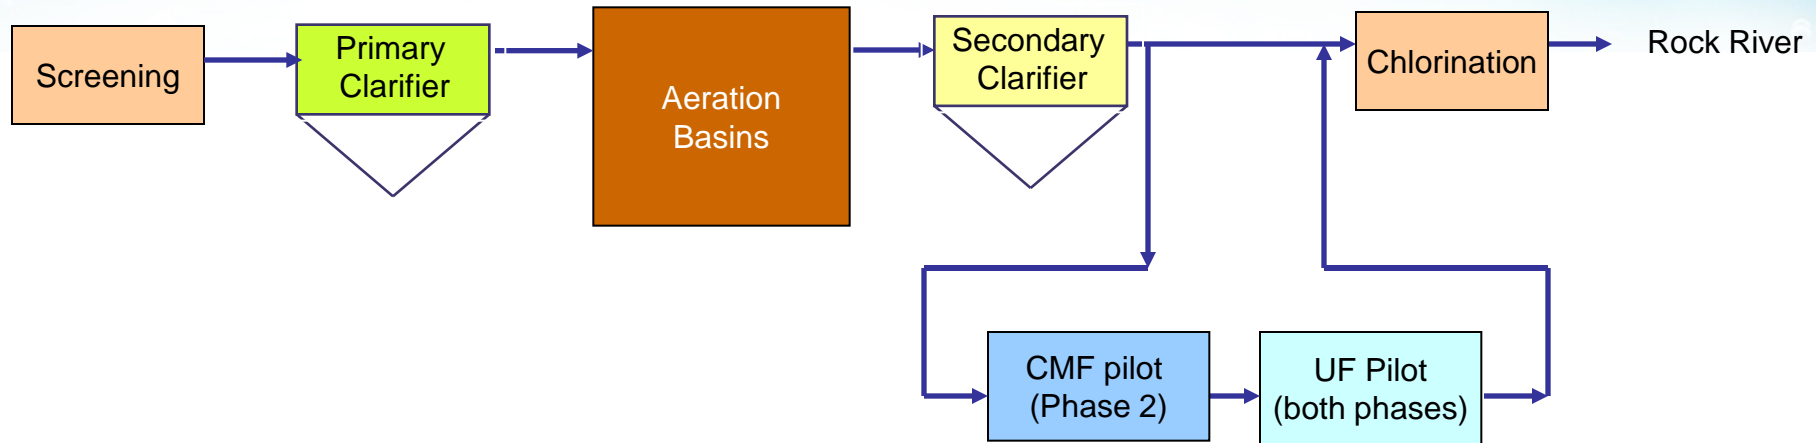 Screening
Primary
Clarifier
Aeration
Basins
Secondary
Clarifier
Chlorination
Rock River
CMF pilot
(Phase 2)
UF Pilot
(both phases)